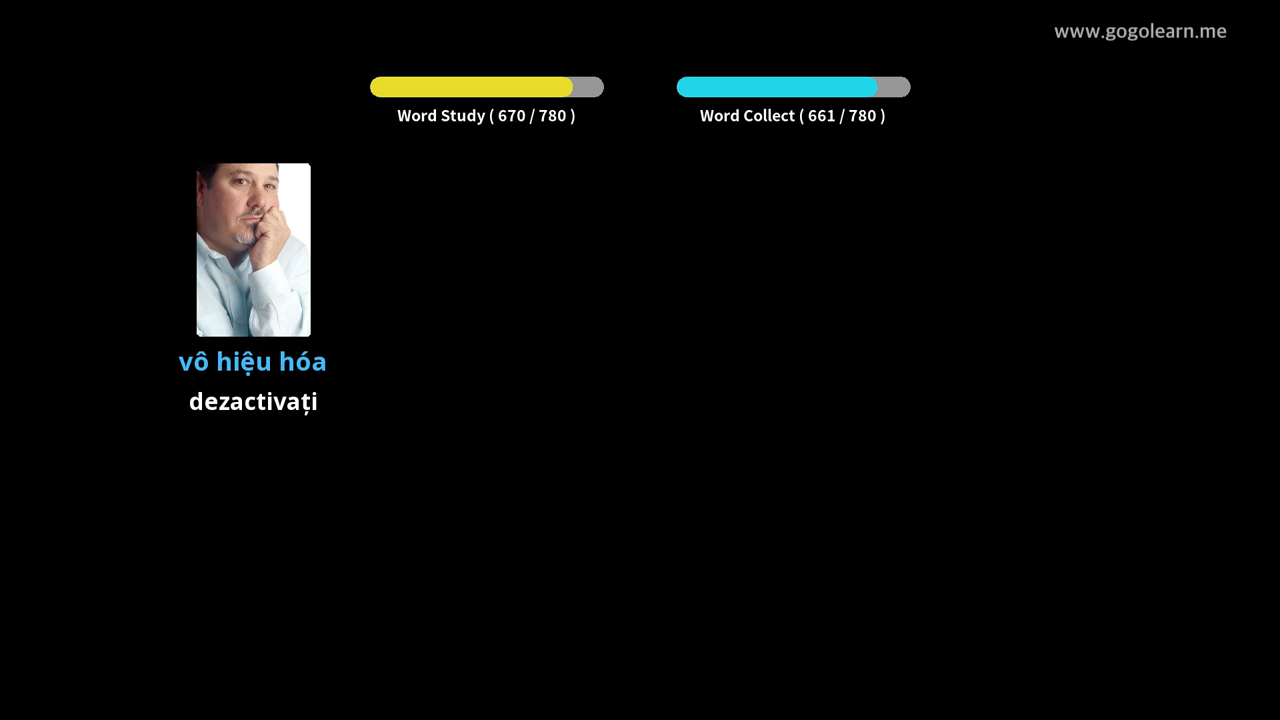 www.gogolearn.me
Word Study ( 670 / 780 )
Word Collect ( 661 / 780 )
vô hiệu hóa
dezactivați